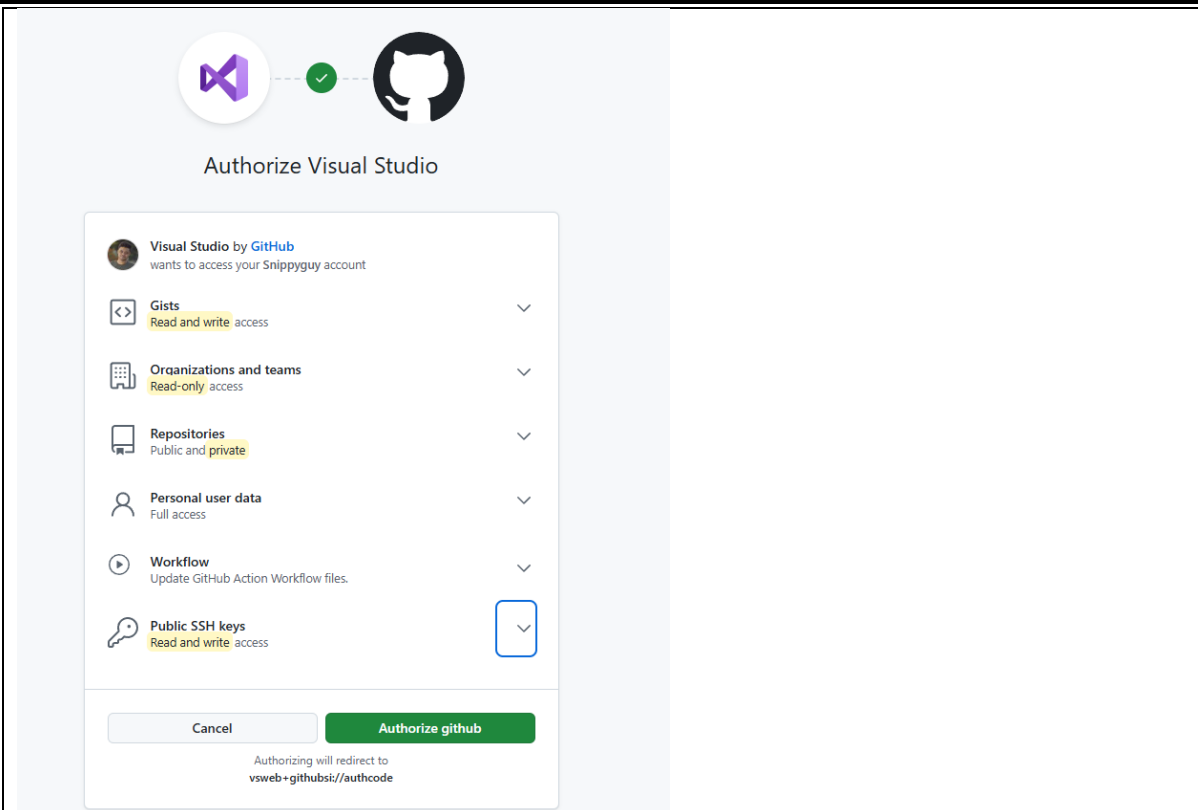 Authorize Visual Studio
Visual Studio by GitHub
wants to access your Snippyguy account
Gists
Read and write access
Organizations and teams
Read-only access
Repositories
Public and private
Personal user data
Full access
Workflow
Update GitHub Action Workflow files.
Public SSH keys
Read and write access
Cancel
Authorize github
Authorizing will redirect to
vsweb+githubsi://authcode